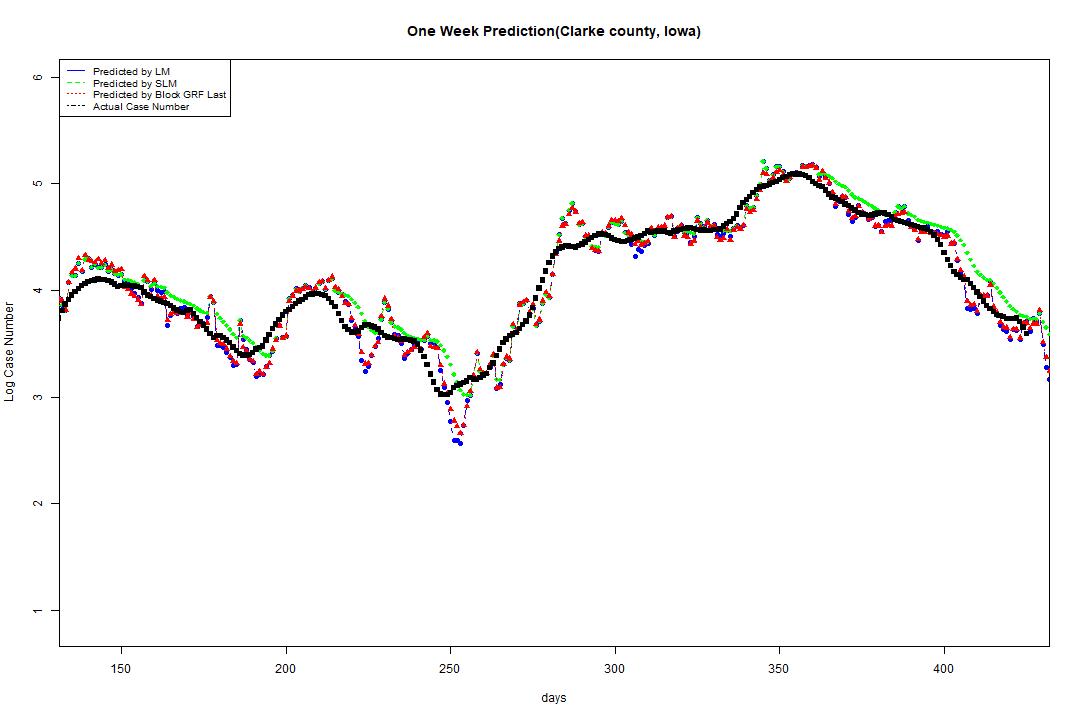 One Week Prediction(Clarke county, Iowa)
Predicted by LM
Predicted by SLM
Predicted by Block GRF Last
Actual Case Number
Log Case Number
6
5
4
3
2
1
150 200 250 300 350 400
days